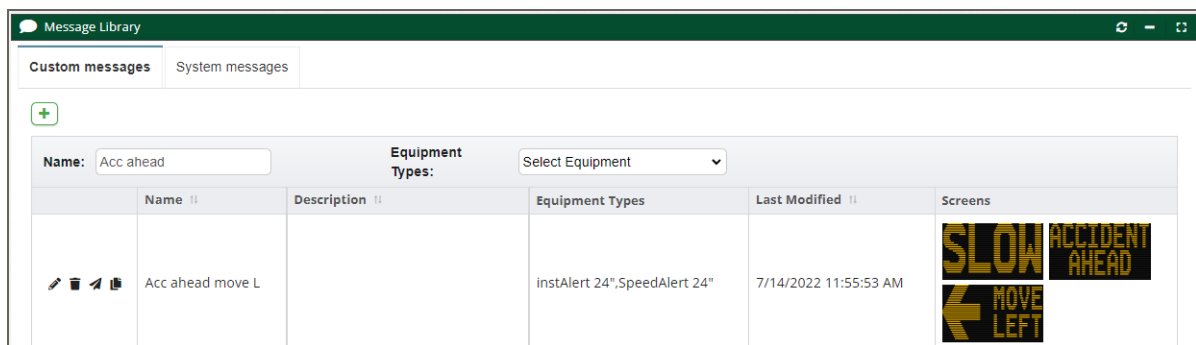 Message Library
Custom messages System messages
Name: Acc ahead Equipment Types: Select Equipment
Name Description Equipment Types Last Modified Screens
Acc ahead move L instAlert 24",SpeedAlert 24" 7/14/2022 11:55:53 AM
SLOW ACCIDENT
AHEAD
MOVE
LEFT